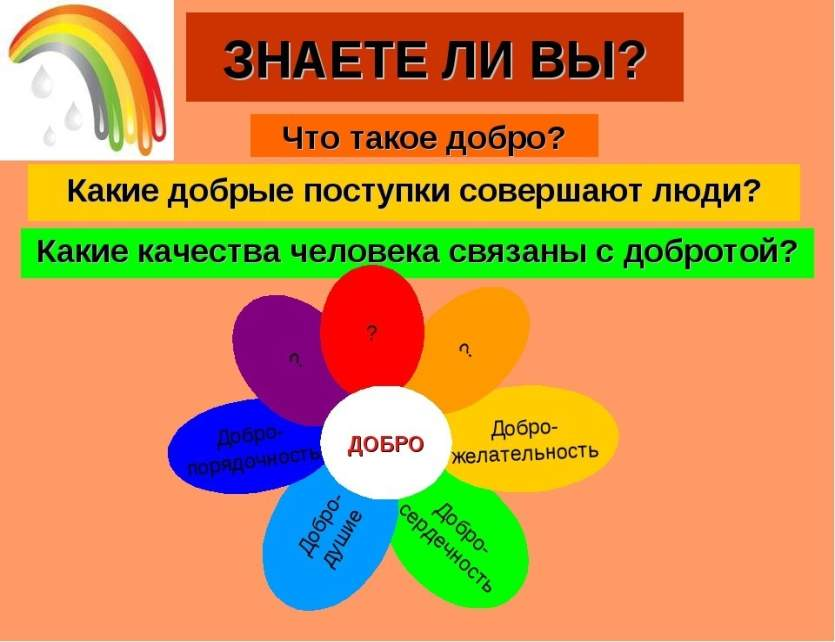 ЗНАЕТЕ ЛИ ВЫ?
Что такое добро?
Какие добрые поступки совершают люди?
Какие качества человека связаны с добротой?
?
?
?
Добро-
порядочность
ДОБРО
Добро-
желательность
Добро-
душие
Добро-
сердечность